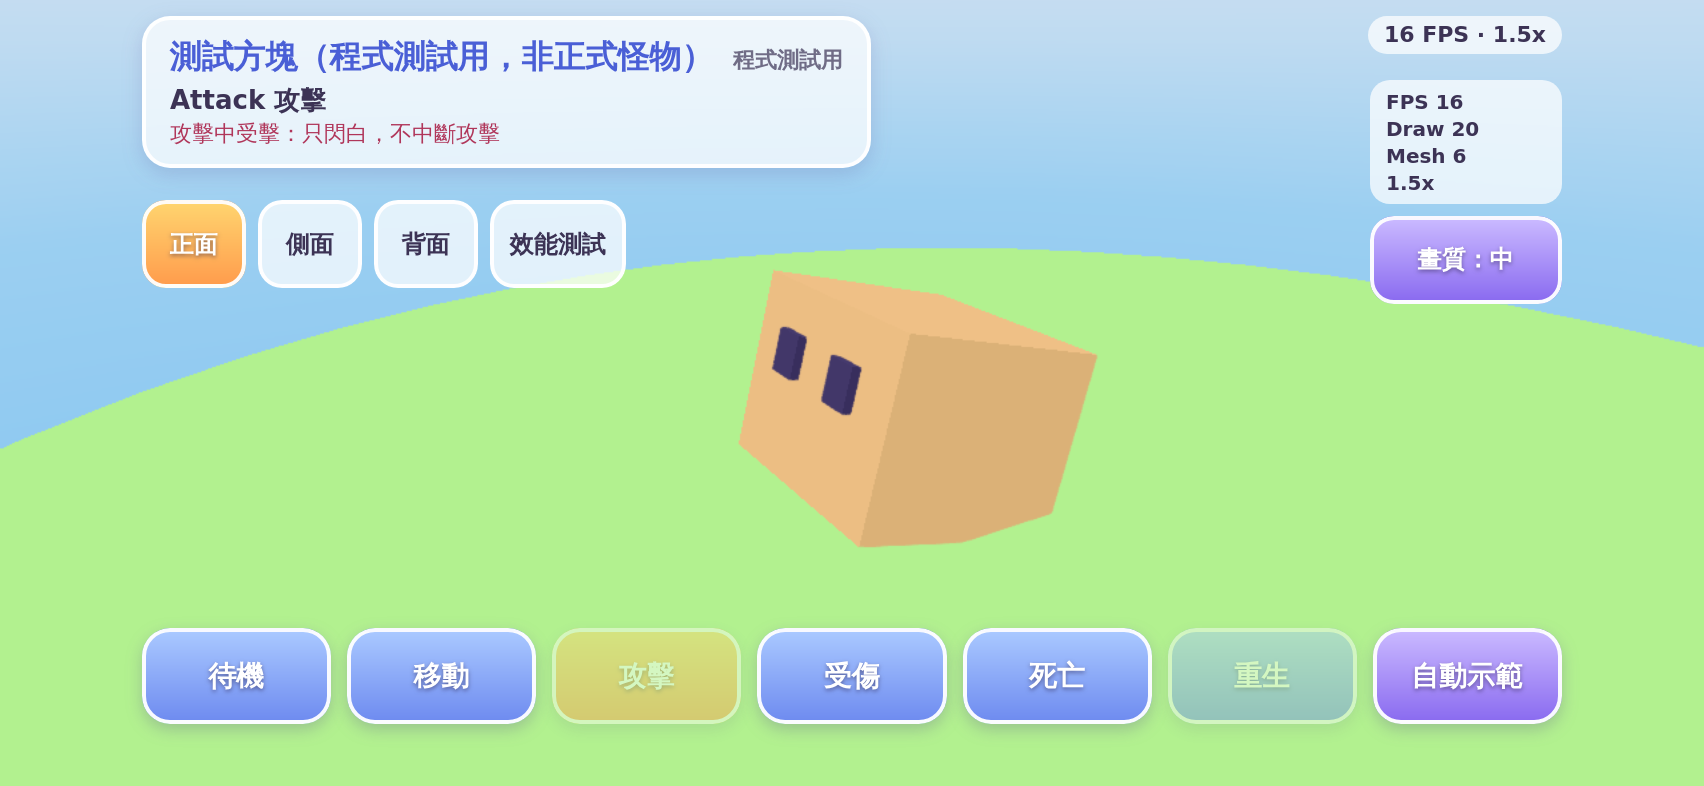 測試方塊（程式測試用，非正式怪物） 程式測試用
Attack 攻擊
攻擊中受擊：只閃白，不中斷攻擊
16 FPS · 1.5x
FPS 16
Draw 20
Mesh 6
1.5x
正面 側面 背面 效能測試
畫質：中
待機 移動 攻擊 受傷 死亡 重生 自動示範